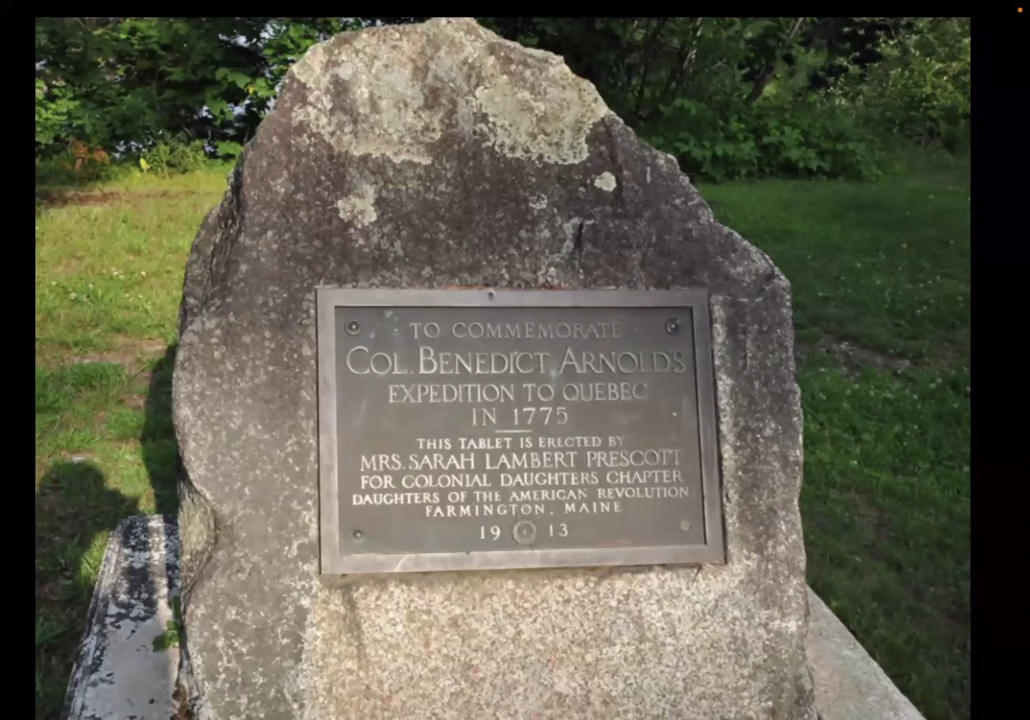 TO COMMEMORATE
COL. BENEDICT ARNOLD'S
EXPEDITION TO QUEBEC
IN 1775
THIS TABLET IS ERECTED BY
MRS. SARAH LAMBERT PRESCOTT
FOR COLONIAL DAUGHTERS CHAPTER
DAUGHTERS OF THE AMERICAN REVOLUTION
FARMINGTON, MAINE
19 13